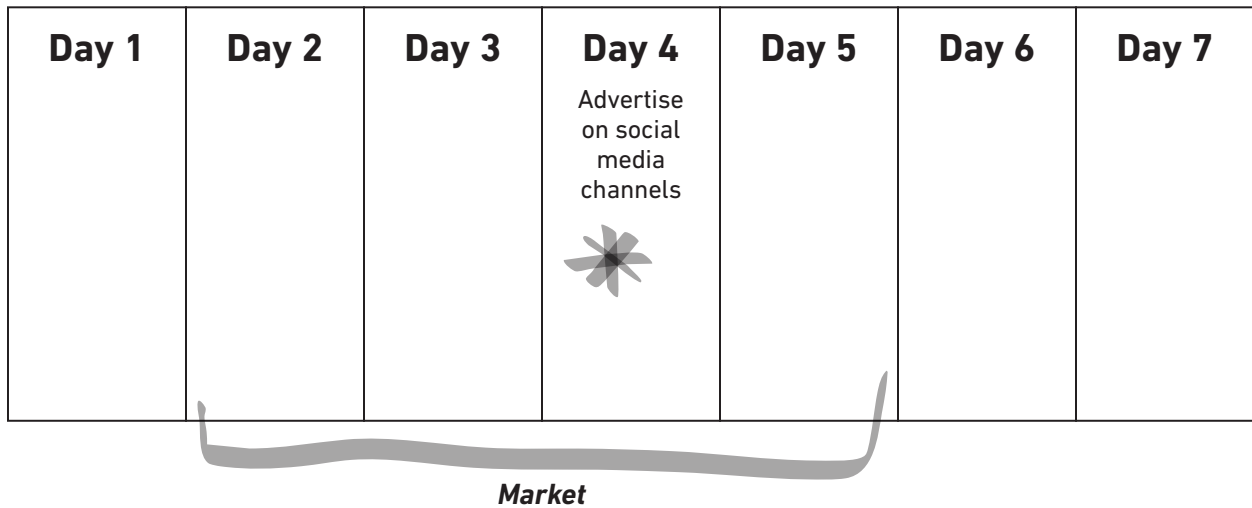 Day 1
Day 2
Day 3
Day 4
Day 5
Day 6
Day 7
Advertise
on social
media
channels
Market